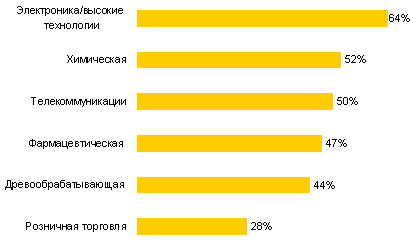 Электроника/высокие
технологии
64%
Химическая
52%
Телекоммуникации
50%
Фармацевтическая
47%
Древообрабатывающая
44%
Розничная торговля
28%